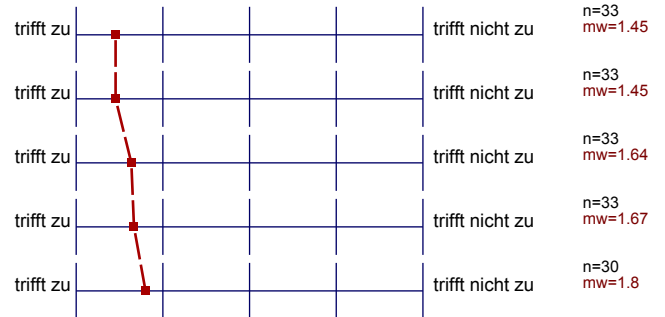 trifft zu trifft nicht zu n=33
mw=1.45
trifft zu trifft nicht zu n=33
mw=1.45
trifft zu trifft nicht zu n=33
mw=1.64
trifft zu trifft nicht zu n=33
mw=1.67
trifft zu trifft nicht zu n=30
mw=1.8